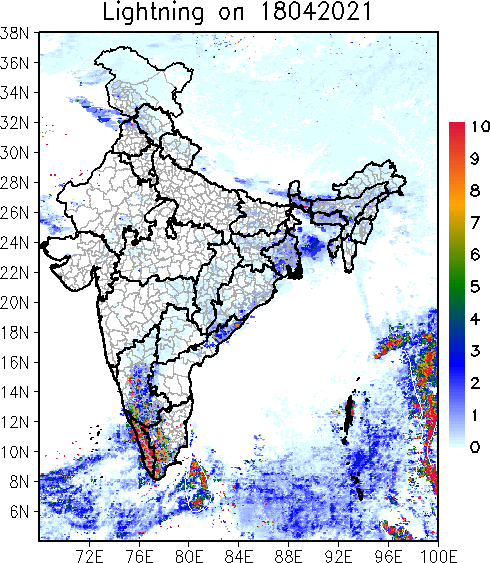 Lightning on 18042021
38N
36N
34N
32N
30N
28N
26N
24N
22N
20N
18N
16N
14N
12N
10N
8N
6N
72E 76E 80E 84E 88E 92E 96E 100E
10
9
8
7
6
5
4
3
2
1
0